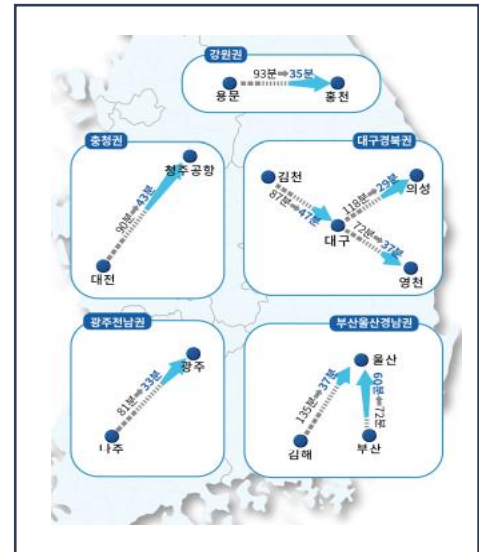 강원권
93분➡35분
용문
홍천
충청권
청주공항
90분➡43분
대전
대구경북권
김천
87분➡47분
대구
118분➡29분
의성
72분➡37분
영천
광주전남권
광주
81분➡33분
나주
부산울산경남권
울산
135분➡37분
김해
60분⬅72분
부산